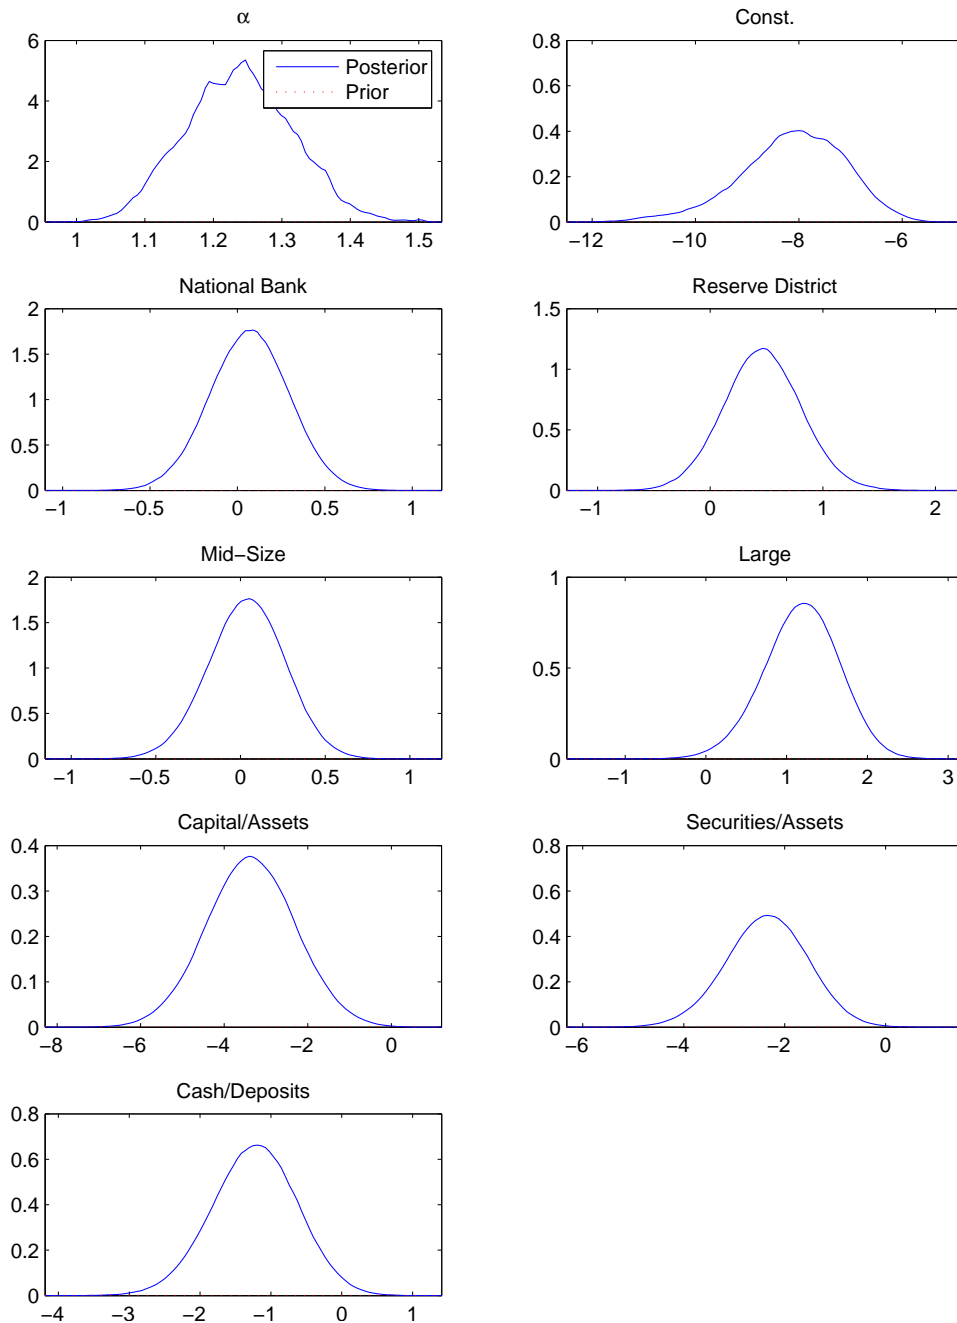 α
6
4
2
0
1 1.1 1.2 1.3 1.4 1.5
Posterior
Prior
Const.
0.8
0.6
0.4
0.2
0
−12 −10 −8 −6
National Bank
2
1.5
1
0.5
0
−1 −0.5 0 0.5 1
Reserve District
1.5
1
0.5
0
−1 0 1 2
Mid−Size
2
1.5
1
0.5
0
−1 −0.5 0 0.5 1
Large
1
0.5
0
−1 0 1 2 3
Capital/Assets
0.4
0.3
0.2
0.1
0
−8 −6 −4 −2 0
Securities/Assets
0.8
0.6
0.4
0.2
0
−6 −4 −2 0
Cash/Deposits
0.8
0.6
0.4
0.2
0
−4 −3 −2 −1 0 1